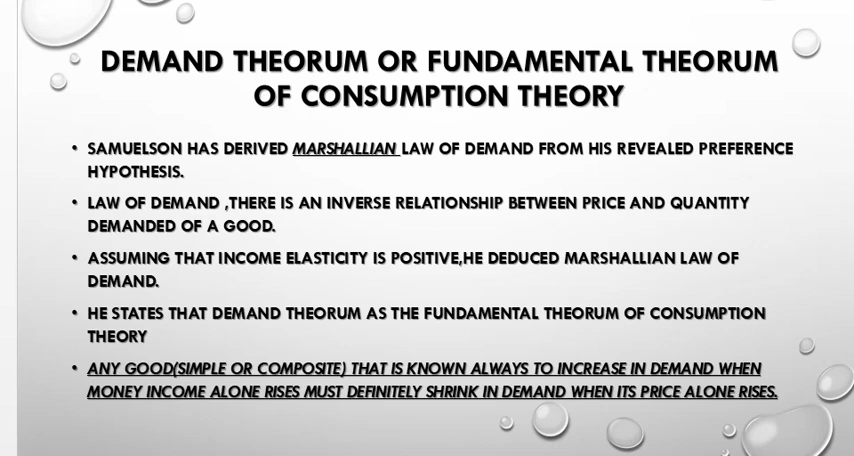 DEMAND THEORUM OR FUNDAMENTAL THEORUM
OF CONSUMPTION THEORY
• SAMUELSON HAS DERIVED MARSHALLIAN LAW OF DEMAND FROM HIS REVEALED PREFERENCE
HYPOTHESIS.
• LAW OF DEMAND ,THERE IS AN INVERSE RELATIONSHIP BETWEEN PRICE AND QUANTITY
DEMANDED OF A GOOD.
• ASSUMING THAT INCOME ELASTICITY IS POSITIVE,HE DEDUCED MARSHALLIAN LAW OF
DEMAND.
• HE STATES THAT DEMAND THEORUM AS THE FUNDAMENTAL THEORUM OF CONSUMPTION
THEORY
• ANY GOOD(SIMPLE OR COMPOSITE) THAT IS KNOWN ALWAYS TO INCREASE IN DEMAND WHEN
MONEY INCOME ALONE RISES MUST DEFINITELY SHRINK IN DEMAND WHEN ITS PRICE ALONE RISES.